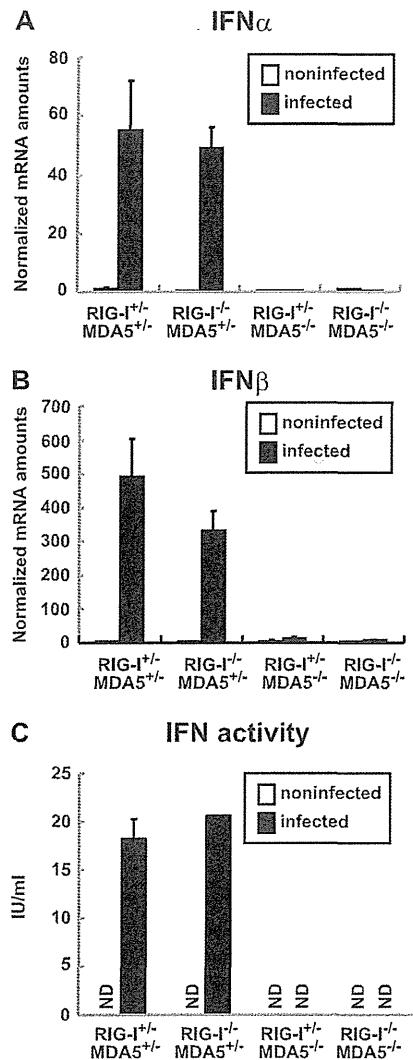 A IFNα
Normalized mRNA amounts
80
60
40
20
0
noninfected
infected
RIG-I+/- RIG-I-/- RIG-I+/- RIG-I-/-
MDA5+/- MDA5+/- MDA5-/- MDA5-/-
B IFNβ
Normalized mRNA amounts
700
600
500
400
300
200
100
0
noninfected
infected
RIG-I+/- RIG-I-/- RIG-I+/- RIG-I-/-
MDA5+/- MDA5+/- MDA5-/- MDA5-/-
C IFN activity
IU/ml
25
20
15
10
5
0
noninfected
infected
ND ND ND ND ND ND
RIG-I+/- RIG-I-/- RIG-I+/- RIG-I-/-
MDA5+/- MDA5+/- MDA5-/- MDA5-/-